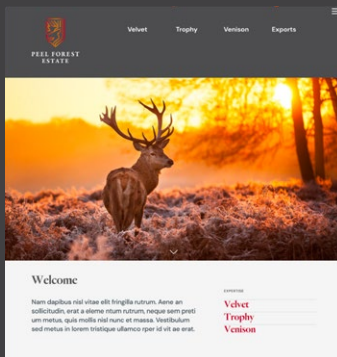 Velvet Trophy Venison Exports
PEEL FOREST
ESTATE
Welcome
Nam dapibus nisl vitae elit fringilla rutrum. Aene an
sollicitudin, erat a eleme ntum rutrum, neque sem preti
um metus, quis mollis nisl nunc et massa. Vestibulum
sed metus in lorem tristique ullamco rper id vit ae erat.
EXPERTISE
Velvet
Trophy
Venison